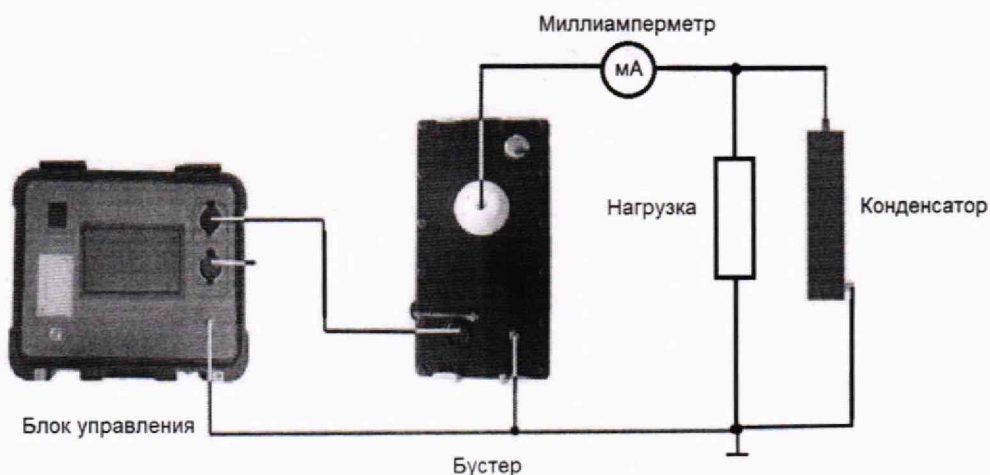 Миллиамперметр
мА
Нагрузка
Конденсатор
Блок управления
Бустер